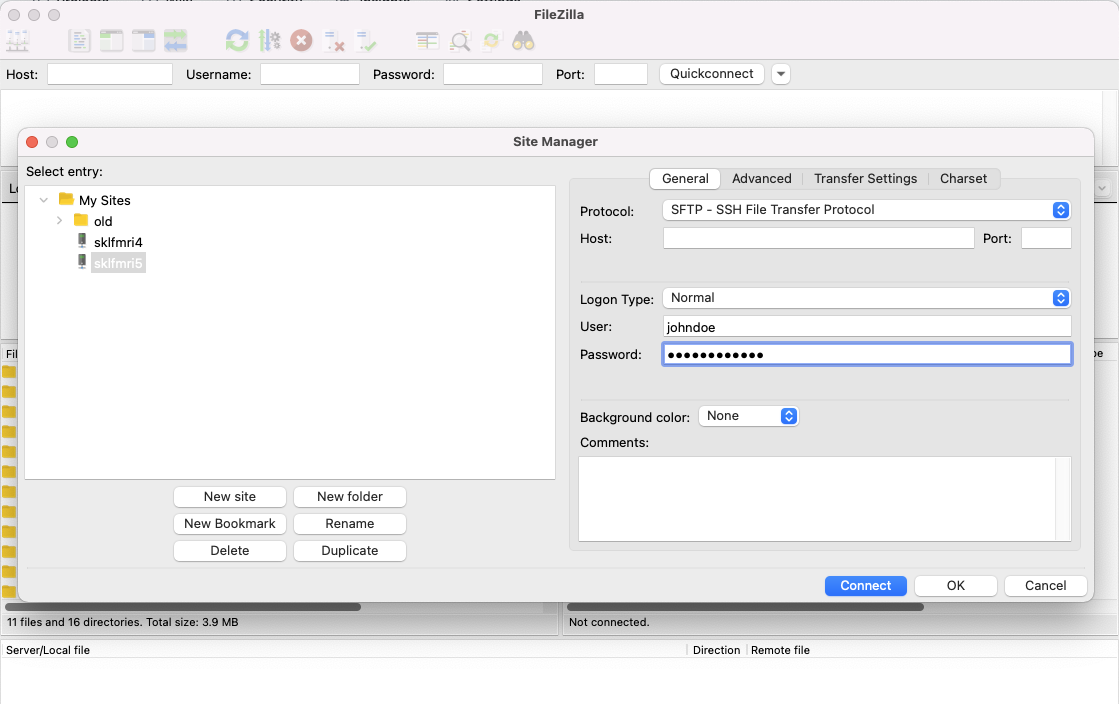 FileZilla
Host: Username: Password: Port: Quickconnect
Site Manager
Select entry:
My Sites
old
sklfmri4
sklfmri5
New site New folder
New Bookmark Rename
Delete Duplicate
General Advanced Transfer Settings Charset
Protocol: SFTP - SSH File Transfer Protocol
Host: Port:
Logon Type: Normal
User: johndoe
Password: ●●●●●●●●●●●●
Background color: None
Comments:
Connect OK Cancel
11 files and 16 directories. Total size: 3.9 MB Not connected.
Server/Local file Direction Remote file